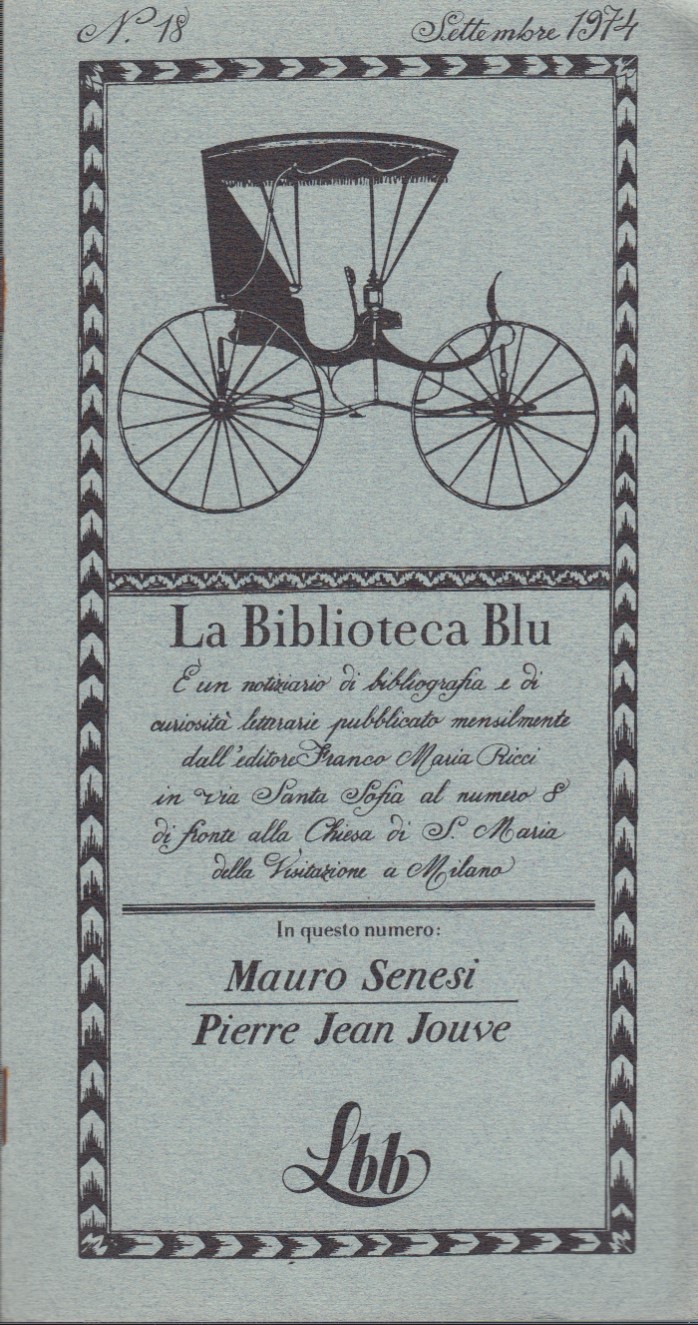 N. 18
Settembre 1974
La Biblioteca Blu
È un notiziario di bibliografia e di
curiosità letterarie pubblicato mensilmente
dall'editore Franco Maria Ricci
in via Santa Sofia al numero 8
di fronte alla Chiesa di S. Maria
della Visitazione a Milano
In questo numero:
Mauro Senesi
Pierre Jean Jouve
Lbb